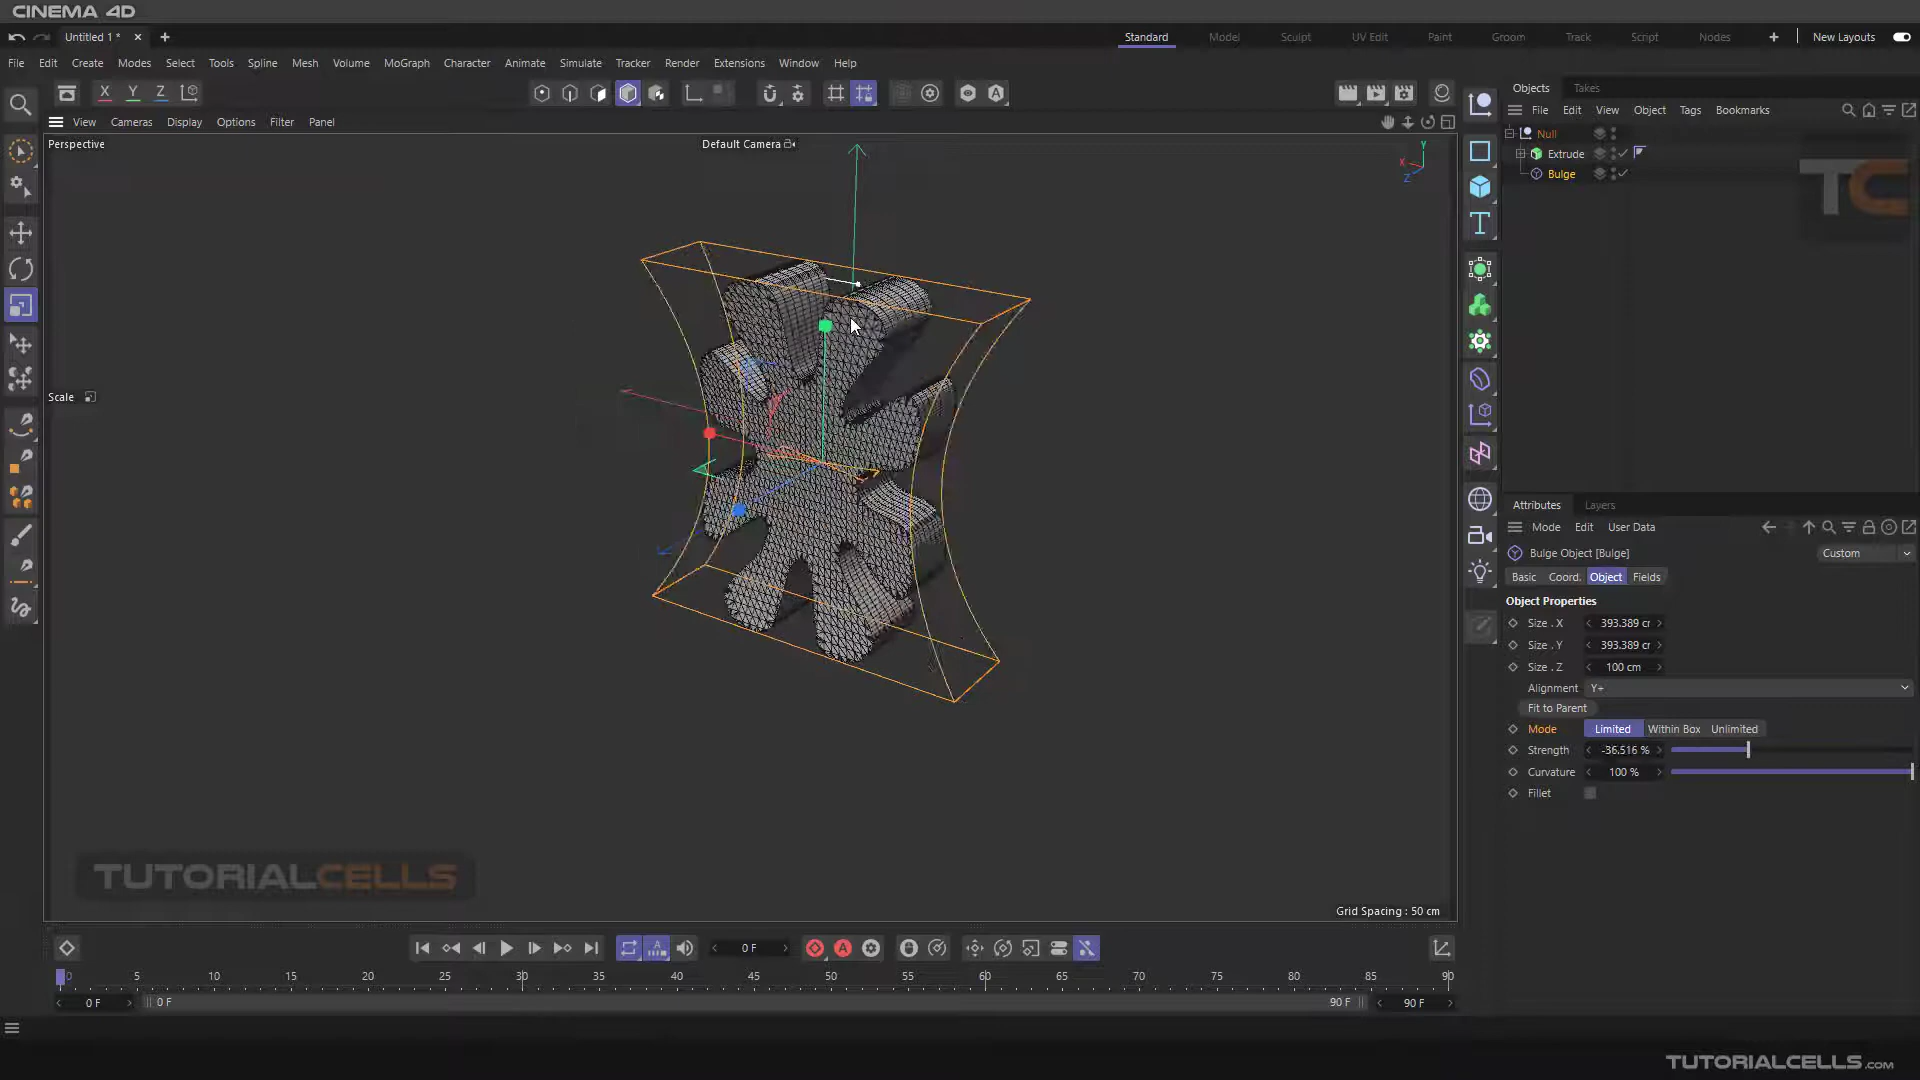 CINEMA 4D
Untitled 1 *
Standard Model Sculpt UV Edit Paint Groom Track Script Nodes New Layouts
File Edit Create Modes Select Tools Spline Mesh Volume MoGraph Character Animate Simulate Tracker Render Extensions Window Help
X Y Z
View Cameras Display Options Filter Panel
Perspective
Default Camera
Y
X
Z
Scale
Grid Spacing : 50 cm
TUTORIALCELLS
Objects Takes
File Edit View Object Tags Bookmarks
Null
Extrude
Bulge
TC
Attributes Layers
Mode Edit User Data
Bulge Object [Bulge] Custom
Basic Coord. Object Fields
Object Properties
Size . X 393.389 cr
Size . Y 393.389 cr
Size . Z 100 cm
Alignment Y+
Fit to Parent
Mode Limited Within Box Unlimited
Strength -36.516 %
Curvature 100 %
Fillet
0 F
0 5 10 15 20 25 30 35 40 45 50 55 60 65 70 75 80 85 90
0 F 0 F 90 F 90 F
TUTORIALCELLS.COM